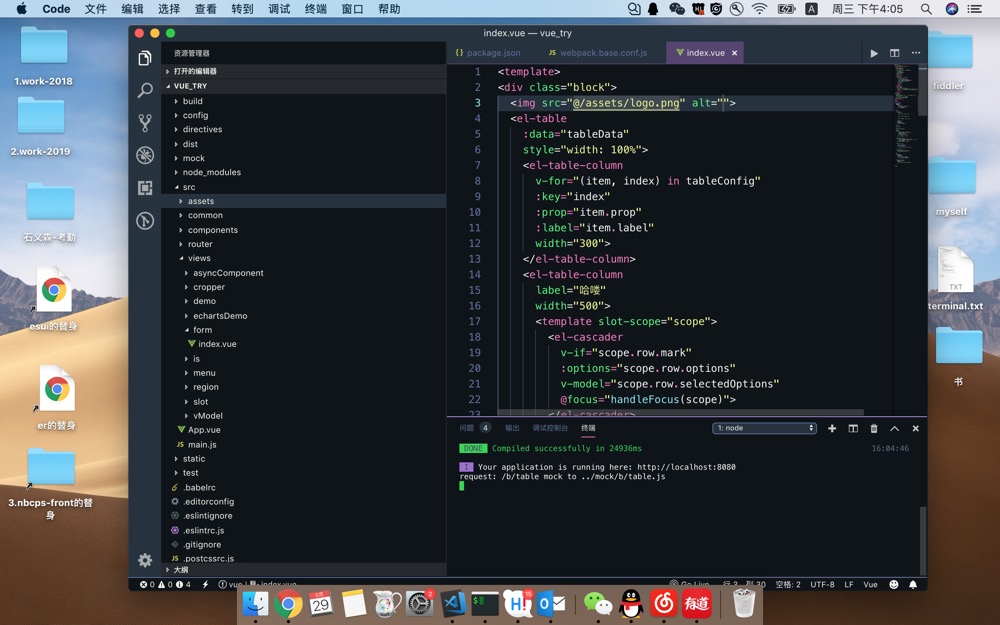 Code 文件 编辑 选择 查看 转到 调试 终端 窗口 帮助 周三 下午4:05
1.work-2018
2.work-2019
石义森-考勤
esui的替身
er的替身
3.nbcps-front的替
身
fiddler
myself
TXT
terminal.txt
书
index.vue — vue_try
资源管理器
打开的编辑器
VUE_TRY
build
config
directives
dist
mock
node_modules
src
assets
common
components
router
views
asyncComponent
cropper
demo
echartsDemo
form
index.vue
is
menu
region
slot
vModel
App.vue
main.js
static
test
.babelrc
.editorconfig
.eslintignore
.eslintrc.js
.gitignore
.postcssrc.js
大纲
{} package.json JS webpack.base.conf.js index.vue ×
1 <template>
2 <div class="block">
3 <img src="@/assets/logo.png" alt="">
4 <el-table
5 :data="tableData"
6 style="width: 100%">
7 <el-table-column
8 v-for="(item, index) in tableConfig"
9 :key="index"
10 :prop="item.prop"
11 :label="item.label"
12 width="300">
13 </el-table-column>
14 <el-table-column
15 label="哈喽"
16 width="500">
17 <template slot-scope="scope">
18 <el-cascader
19 v-if="scope.row.mark"
20 :options="scope.row.options"
21 v-model="scope.row.selectedOptions"
22 @focus="handleFocus(scope)">
23 </el-cascader>
问题 4 输出 调试控制台 终端 1: node
DONE Compiled successfully in 24936ms 16:04:46
I Your application is running here: http://localhost:8080
request: /b/table mock to ../mock/b/table.js
0 0 4 vue index.vue Go Live 行 3, 列 30 空格: 2 UTF-8 LF Vue
29 2 H! 15 有道